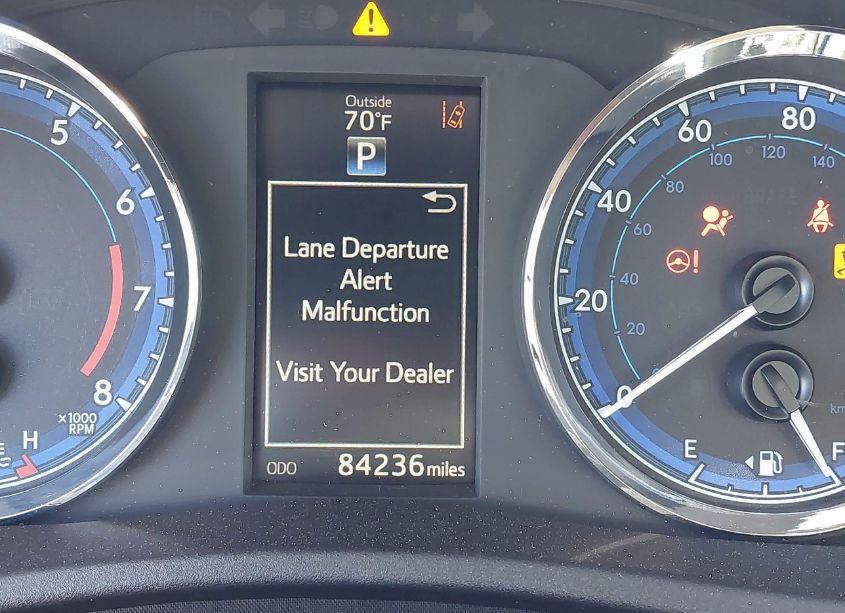 Outside
70°F
P
Lane Departure
Alert
Malfunction
Visit Your Dealer
ODO 84236 miles
5
6
7
8
x1000
RPM
H
0
20
40
60
80
20
40
60
80
100
120
140
km
E
F